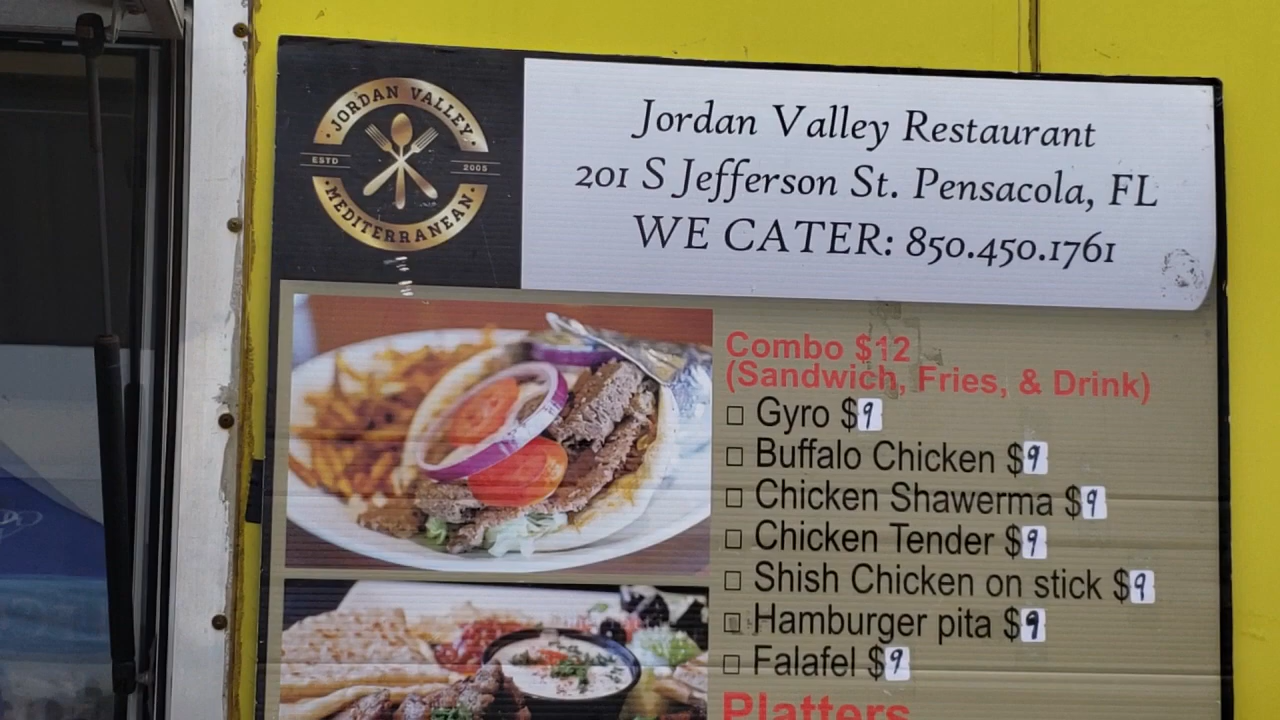 JORDAN VALLEY
ESTD 2005
MEDITERRANEAN
Jordan Valley Restaurant
201 S Jefferson St. Pensacola, FL
WE CATER: 850.450.1761
Combo $12
(Sandwich, Fries, & Drink)
Gyro $9
Buffalo Chicken $9
Chicken Shawerma $9
Chicken Tender $9
Shish Chicken on stick $9
Hamburger pita $9
Falafel $9
Platters